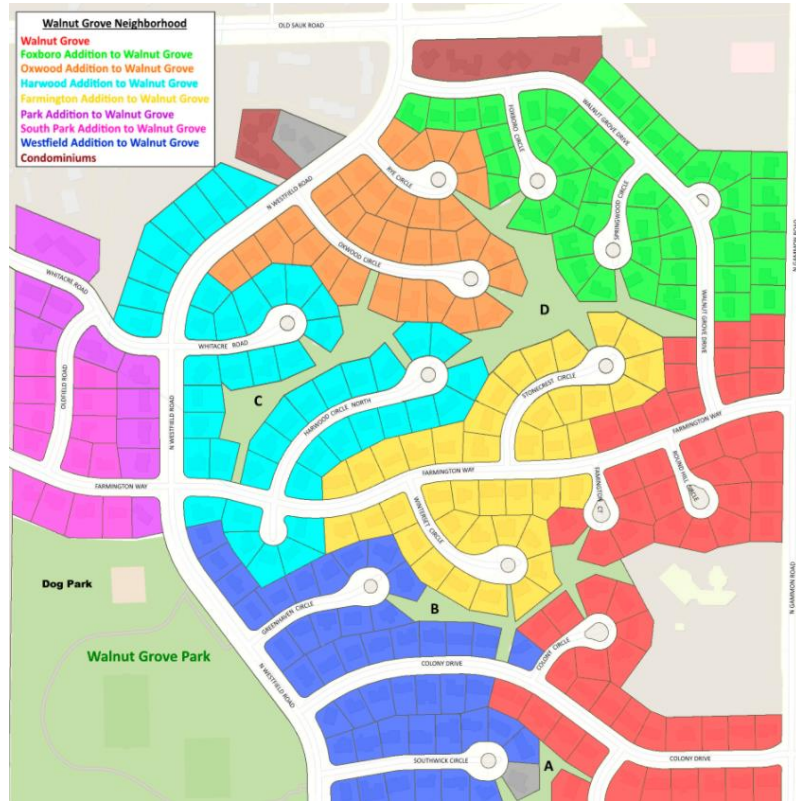 Walnut Grove Neighborhood
Walnut Grove
Foxboro Addition to Walnut Grove
Oxwood Addition to Walnut Grove
Harwood Addition to Walnut Grove
Farmington Addition to Walnut Grove
Park Addition to Walnut Grove
South Park Addition to Walnut Grove
Westfield Addition to Walnut Grove
Condominiums
OLD SAUK ROAD
WALNUT GROVE DRIVE
FOXBORO CIRCLE
RYE CIRCLE
N WESTFIELD ROAD
SPRINGWOOD CIRCLE
N GAMMON ROAD
OXWOOD CIRCLE
WHITACRE ROAD
D
WALNUT GROVE DRIVE
WHITACRE ROAD
OLDFIELD ROAD
STONECREST CIRCLE
C
N WESTFIELD ROAD
HARWOOD CIRCLE NORTH
FARMINGTON WAY
FARMINGTON WAY
ROUND HILL CIRCLE
FARMINGTON WAY
WINTERSET CIRCLE
Dog Park
N GAMMON ROAD
B
GREENHAVEN CIRCLE
Walnut Grove Park
COLONY CIRCLE
COLONY DRIVE
N WESTFIELD ROAD
COLONY DRIVE
SOUTHWICK CIRCLE
A